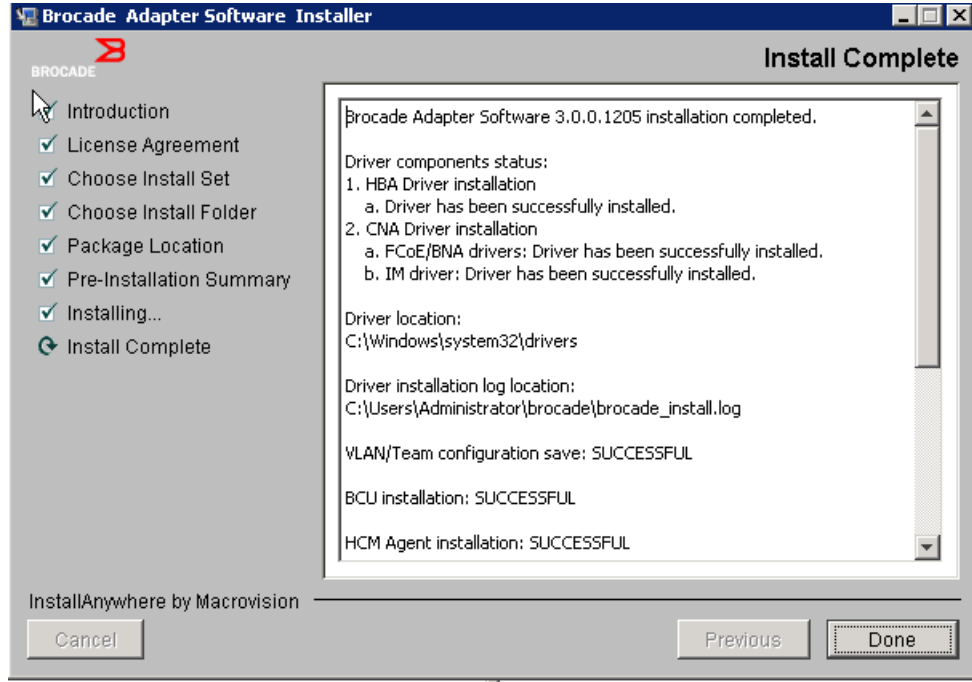 Brocade Adapter Software Installer
BROCADE
Install Complete
Introduction
License Agreement
Choose Install Set
Choose Install Folder
Package Location
Pre-Installation Summary
Installing...
Install Complete
Brocade Adapter Software 3.0.0.1205 installation completed.
Driver components status:
1. HBA Driver installation
a. Driver has been successfully installed.
2. CNA Driver installation
a. FCoE/BNA drivers: Driver has been successfully installed.
b. IM driver: Driver has been successfully installed.
Driver location:
C:\Windows\system32\drivers
Driver installation log location:
C:\Users\Administrator\brocade\brocade_install.log
VLAN/Team configuration save: SUCCESSFUL
BCU installation: SUCCESSFUL
HCM Agent installation: SUCCESSFUL
InstallAnywhere by Macrovision
Cancel
Previous
Done